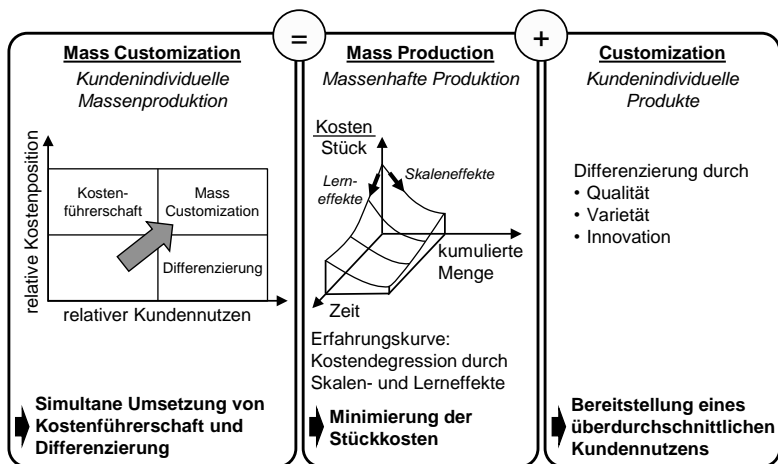 Mass Customization
Kundenindividuelle
Massenproduktion
relative Kostenposition
Kosten-
führerschaft
Mass
Customization
Differenzierung
relativer Kundennutzen
Simultane Umsetzung von
Kostenführerschaft und
Differenzierung
=
Mass Production
Massenhafte Produktion
Kosten
Stück
Lern-
effekte
Skaleneffekte
kumulierte
Menge
Zeit
Erfahrungskurve:
Kostendegression durch
Skalen- und Lerneffekte
Minimierung der
Stückkosten
+
Customization
Kundenindividuelle
Produkte
Differenzierung durch
• Qualität
• Varietät
• Innovation
Bereitstellung eines
überdurchschnittlichen
Kundennutzens